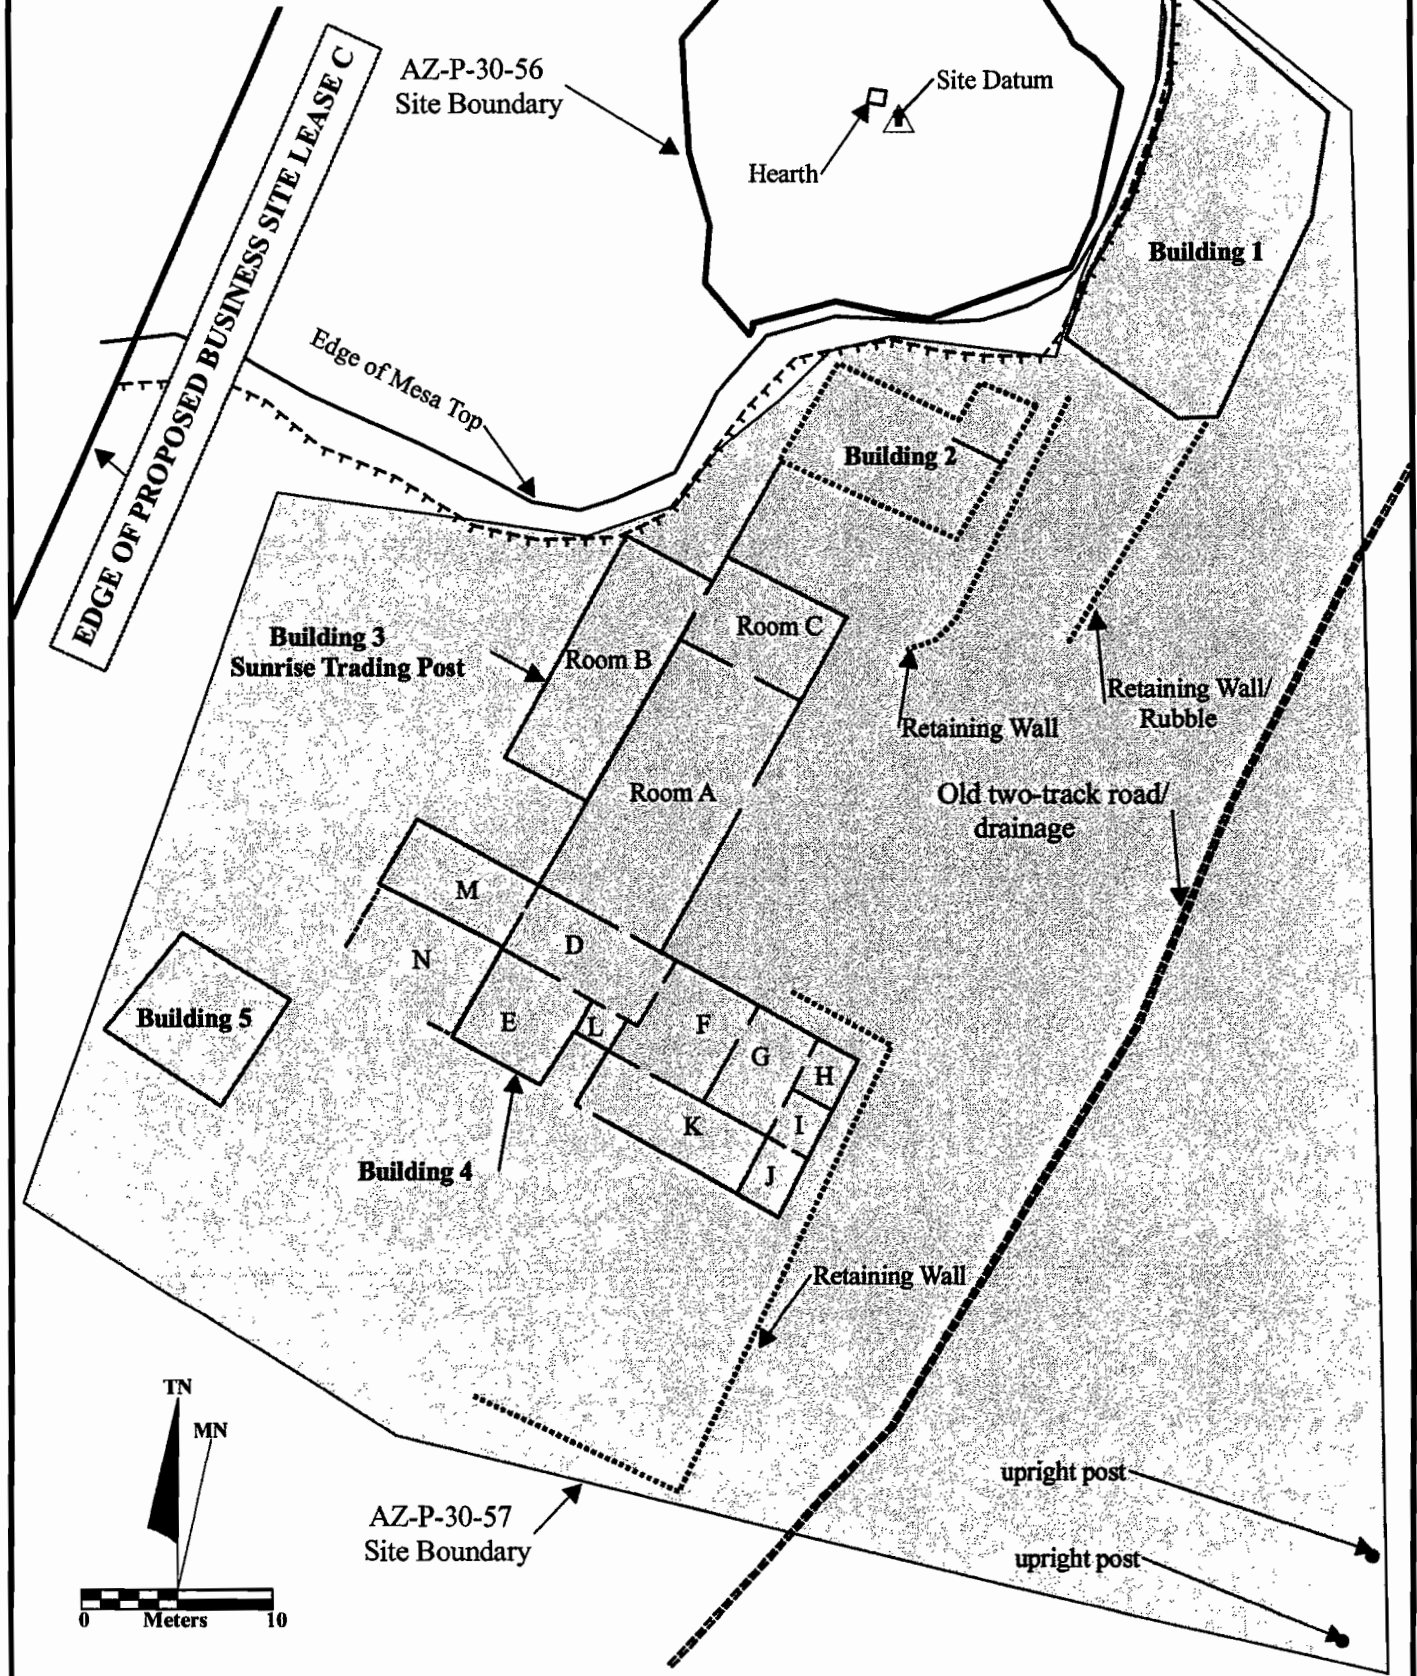 AZ-P-30-56
Site Boundary
Site Datum
Hearth
EDGE OF PROPOSED BUSINESS SITE LEASE C
Building 1
Edge of Mesa Top
Building 2
Building 3
Sunrise Trading Post
Room C
Room B
Retaining Wall/
Rubble
Retaining Wall
Room A
Old two-track road/
drainage
M
D
N
Building 5
E
L
F
G
H
K
I
J
Building 4
Retaining Wall
TN
MN
upright post
AZ-P-30-57
Site Boundary
upright post
0 Meters 10